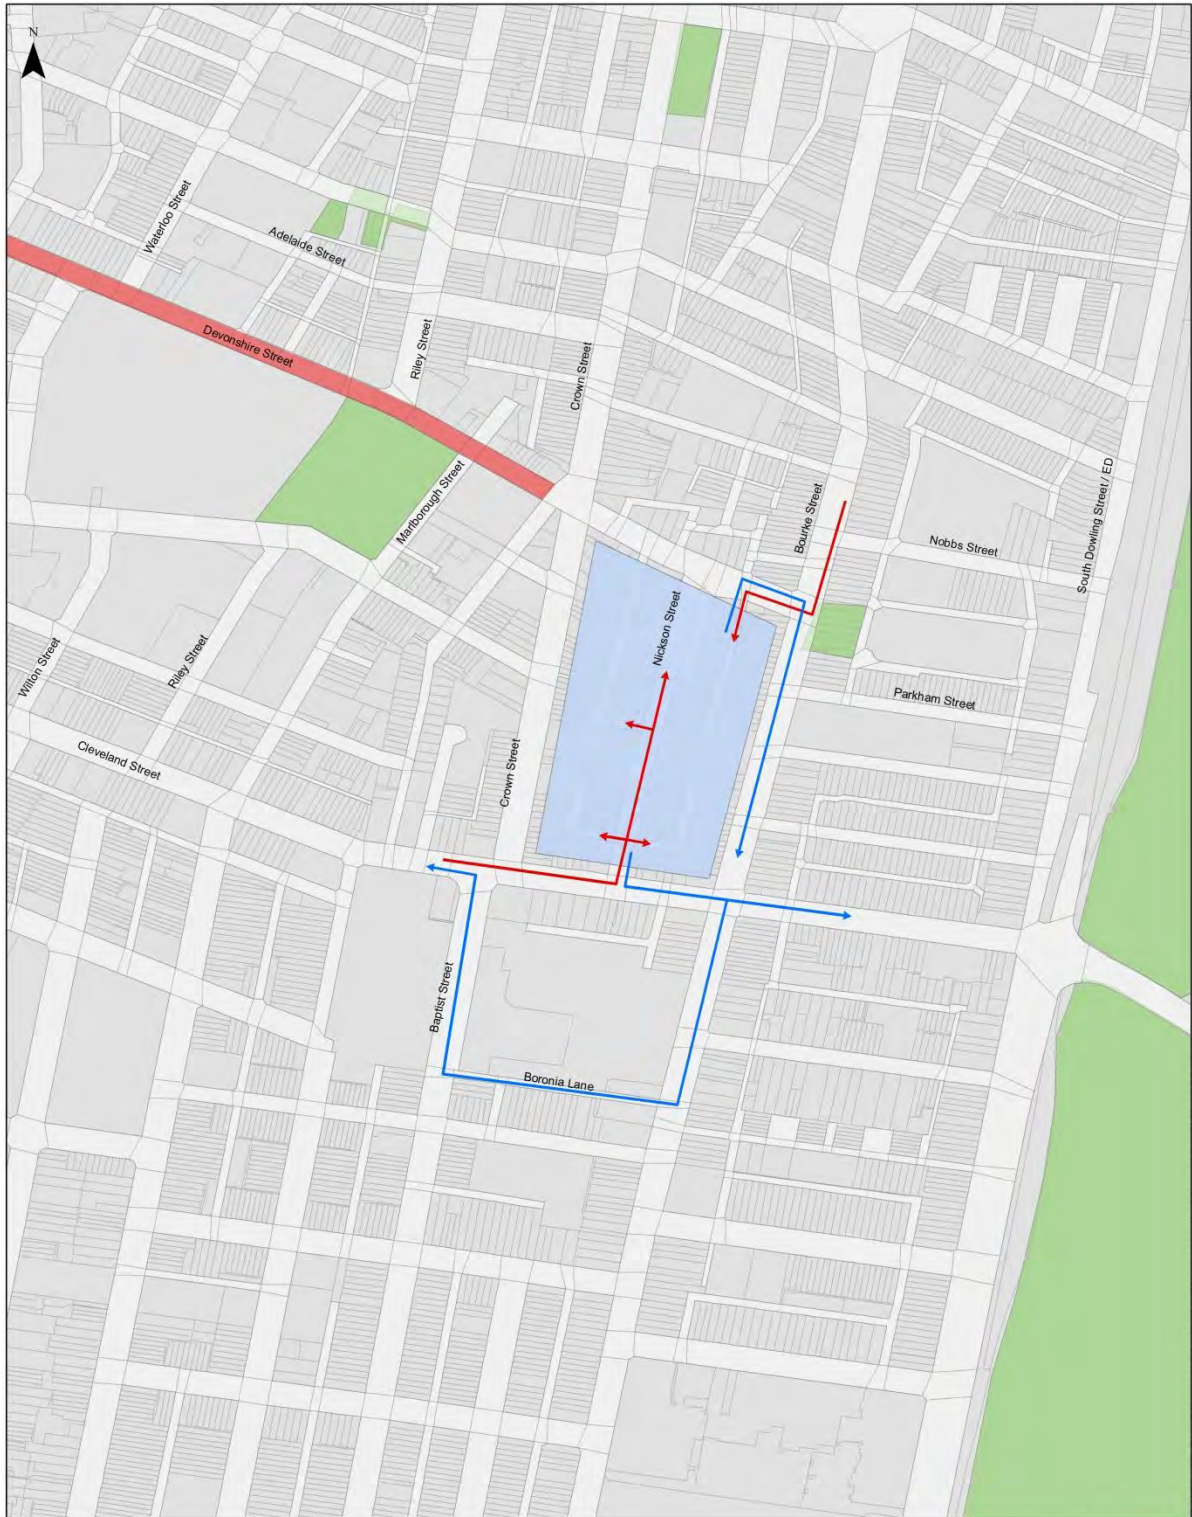 N
Waterloo Street
Adelaide Street
Devonshire Street
Riley Street
Crown Street
Marlborough Street
Bourke Street
South Dowling Street / ED
Nobbs Street
Nickson Street
Wilton Street
Riley Street
Parkham Street
Cleveland Street
Crown Street
Baptist Street
Boronia Lane